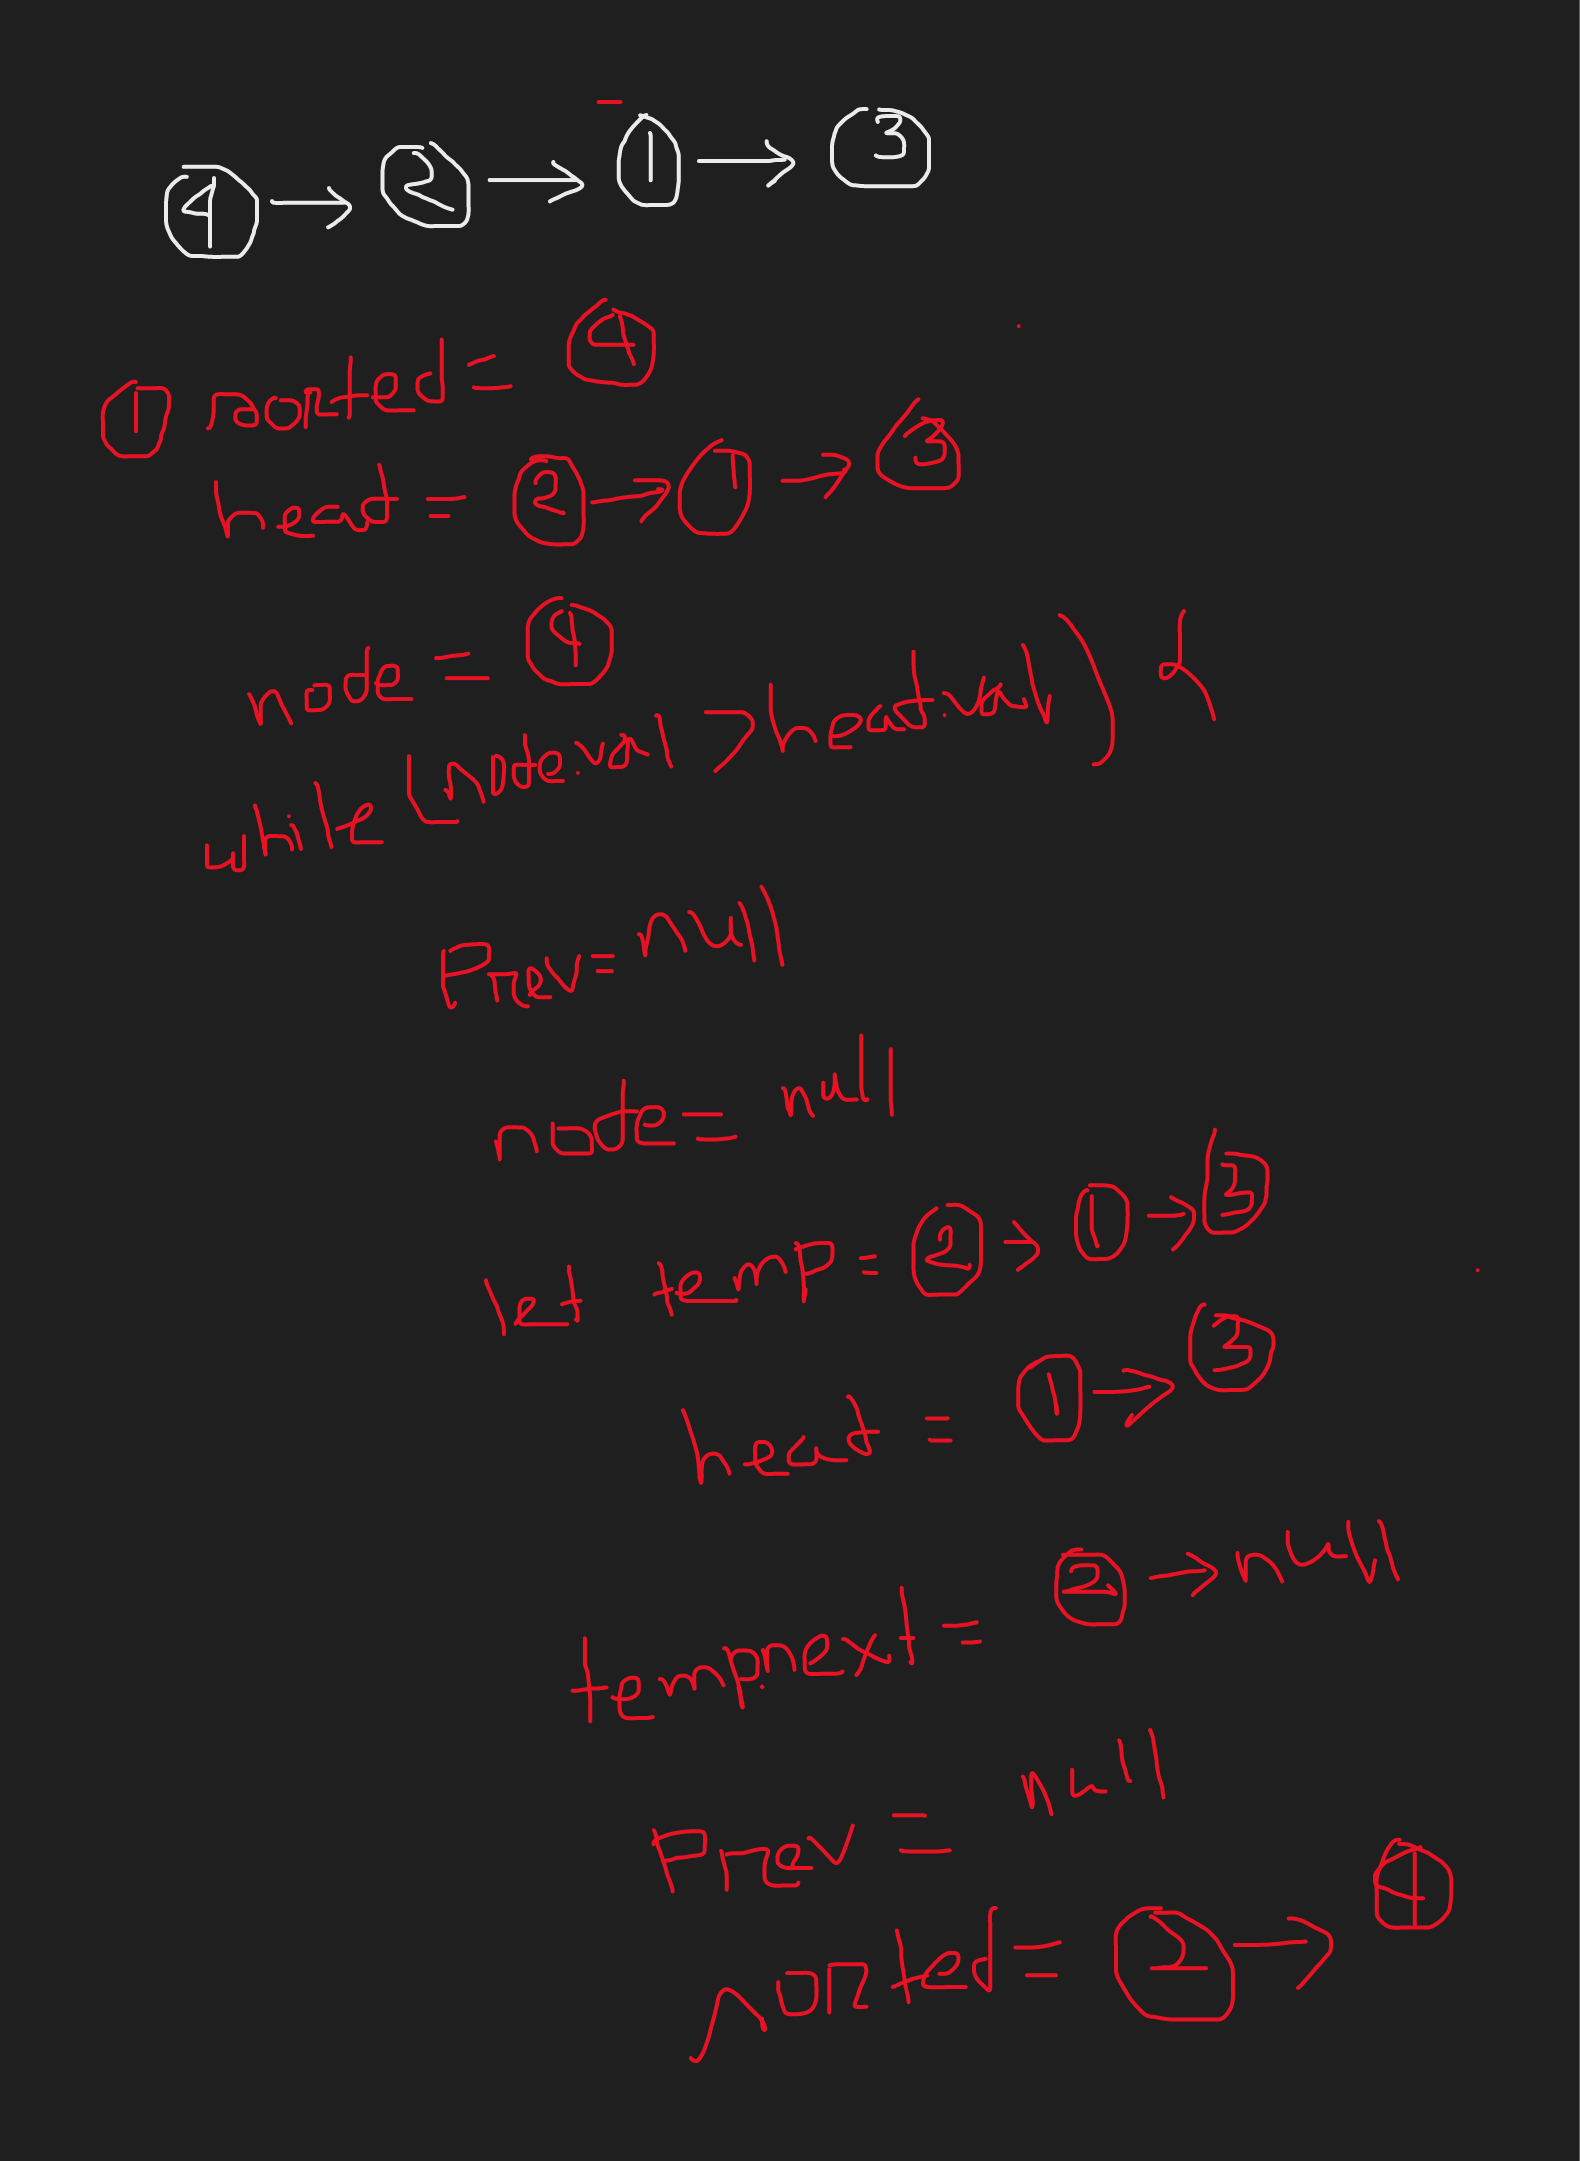 4 → 2 → 1 → 3
① sorted = 4
head = 2 → 1 → 3
node = 4
while (node.val > head.val) {
Prev = null
node = null
let temp = 2 → 1 → 3
head = 1 → 3
temp.next = 2 → null
Prev = null
sorted = 2 → 4